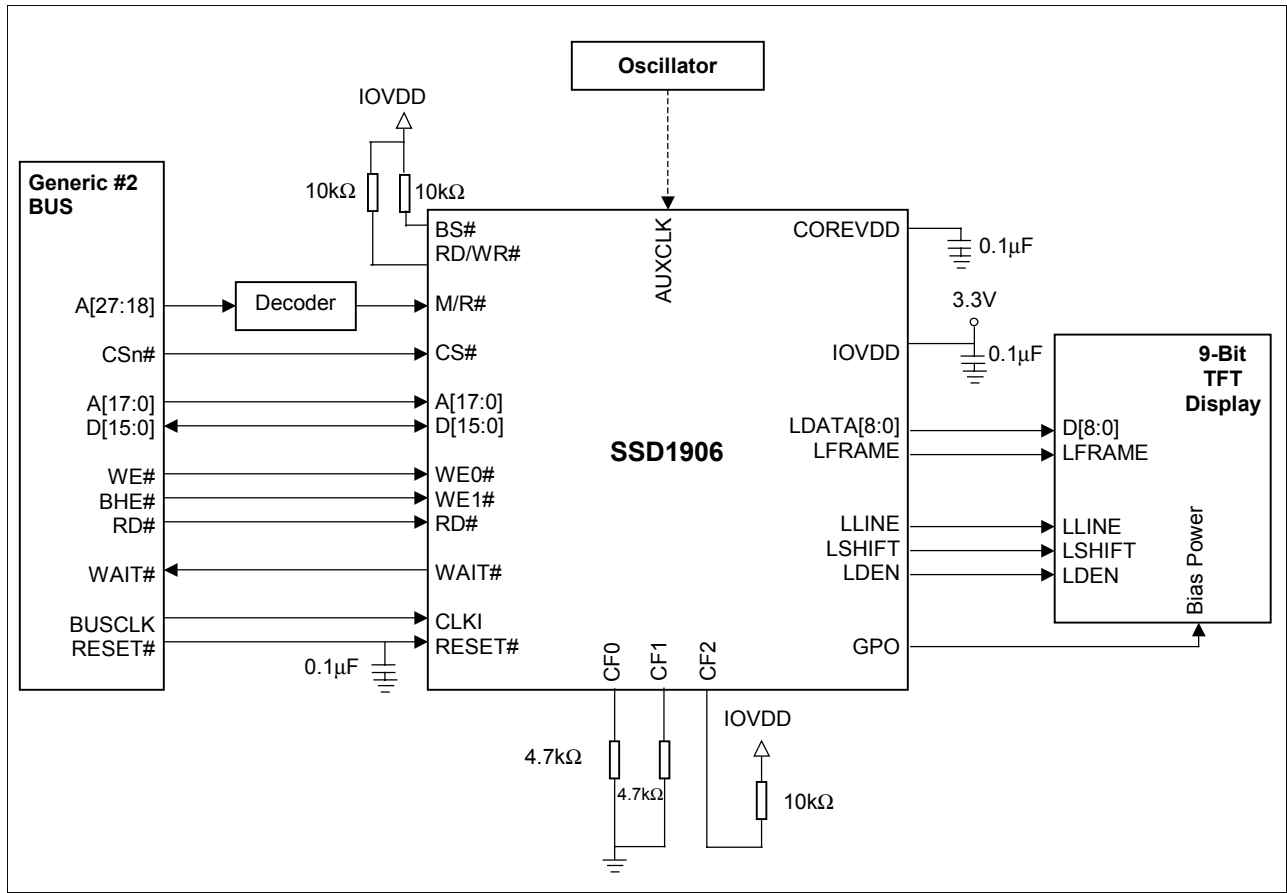 Oscillator
IOVDD
Generic #2
BUS
10kΩ
10kΩ
BS#
RD/WR#
AUXCLK
COREVDD
0.1µF
A[27:18]
Decoder
M/R#
3.3V
CSn#
CS#
IOVDD
0.1µF
9-Bit
TFT
Display
A[17:0]
A[17:0]
D[15:0]
D[15:0]
SSD1906
LDATA[8:0]
D[8:0]
LFRAME
LFRAME
WE#
WE0#
BHE#
WE1#
RD#
RD#
LLINE
LLINE
LSHIFT
LSHIFT
LDEN
LDEN
Bias Power
WAIT#
WAIT#
BUSCLK
CLKI
RESET#
RESET#
GPO
0.1µF
CF0
CF1
CF2
IOVDD
4.7kΩ
4.7kΩ
10kΩ